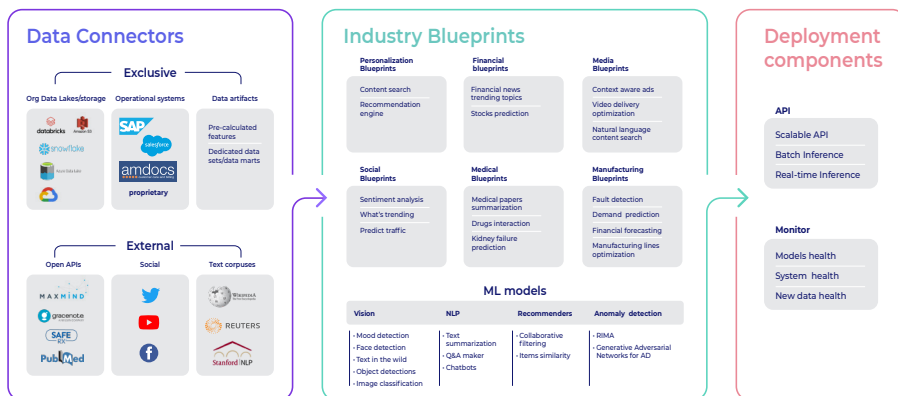 Data Connectors
Exclusive
Org Data Lakes/storage
databricks
Amazon S3
snowflake
Operational systems
SAP
salesforce
amdocs
proprietary
Data artifacts
Pre-calculated
features
Dedicated data
sets/data marts
External
Open APIs
MAXMIND
gracenote
SAFE
RX
PubMed
Social
Text corpuses
WIKIPEDIA
REUTERS
Stanford NLP
Industry Blueprints
Personalization
Blueprints
Content search
Recommendation
engine
Financial
blueprints
Financial news
trending topics
Stocks prediction
Media
Blueprints
Context aware ads
Video delivery
optimization
Natural language
content search
Social
Blueprints
Sentiment analysis
What's trending
Predict traffic
Medical
Blueprints
Medical papers
summarization
Drugs interaction
Kidney failure
prediction
Manufacturing
Blueprints
Fault detection
Demand prediction
Financial forecasting
Manufacturing lines
optimization
ML models
Vision
• Mood detection
• Face detection
• Text in the wild
• Object detections
• Image classification
NLP
• Text
summarization
• Q&A maker
• Chatbots
Recommenders
• Collaborative
filtering
• Items similarity
Anomaly detection
• RIMA
• Generative Adversarial
Networks for AD
Deployment
components
API
Scalable API
Batch Inference
Real-time Inference
Monitor
Models health
System health
New data health